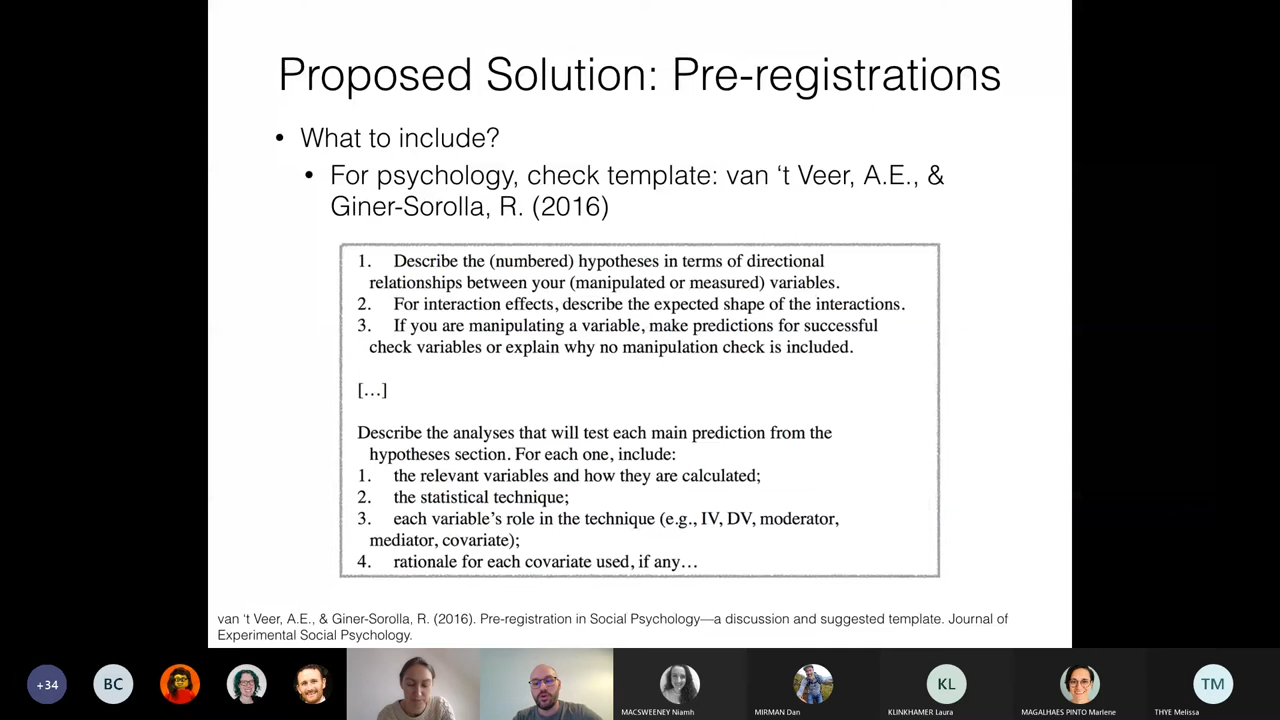 Proposed Solution: Pre-registrations
• What to include?
• For psychology, check template: van ‘t Veer, A.E., &
Giner-Sorolla, R. (2016)
1. Describe the (numbered) hypotheses in terms of directional
relationships between your (manipulated or measured) variables.
2. For interaction effects, describe the expected shape of the interactions.
3. If you are manipulating a variable, make predictions for successful
check variables or explain why no manipulation check is included.
[…]
Describe the analyses that will test each main prediction from the
hypotheses section. For each one, include:
1. the relevant variables and how they are calculated;
2. the statistical technique;
3. each variable’s role in the technique (e.g., IV, DV, moderator,
mediator, covariate);
4. rationale for each covariate used, if any…
van ‘t Veer, A.E., & Giner-Sorolla, R. (2016). Pre-registration in Social Psychology—a discussion and suggested template. Journal of
Experimental Social Psychology.
+34
BC
KL
TM
MACSWEENEY Niamh
MIRMAN Dan
KLINKHAMER Laura
MAGALHAES PINTO Marlene
THYE Melissa